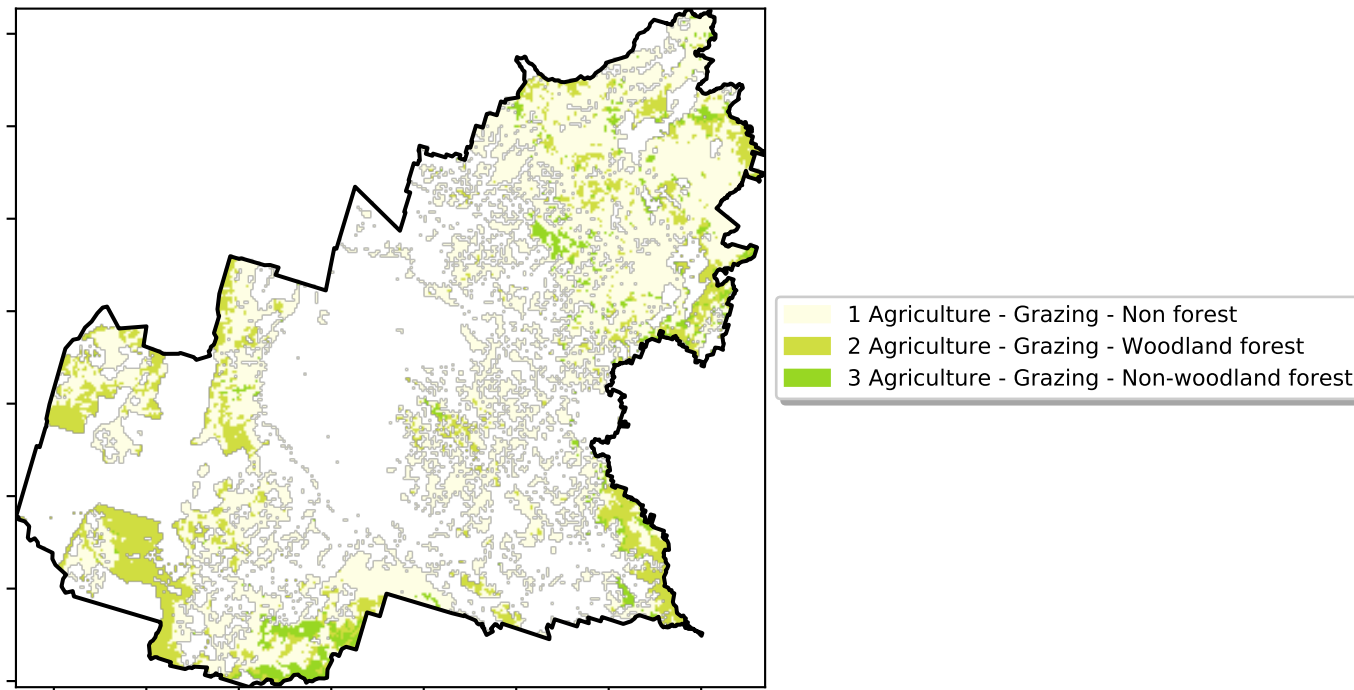 1 Agriculture - Grazing - Non forest
2 Agriculture - Grazing - Woodland forest
3 Agriculture - Grazing - Non-woodland forest